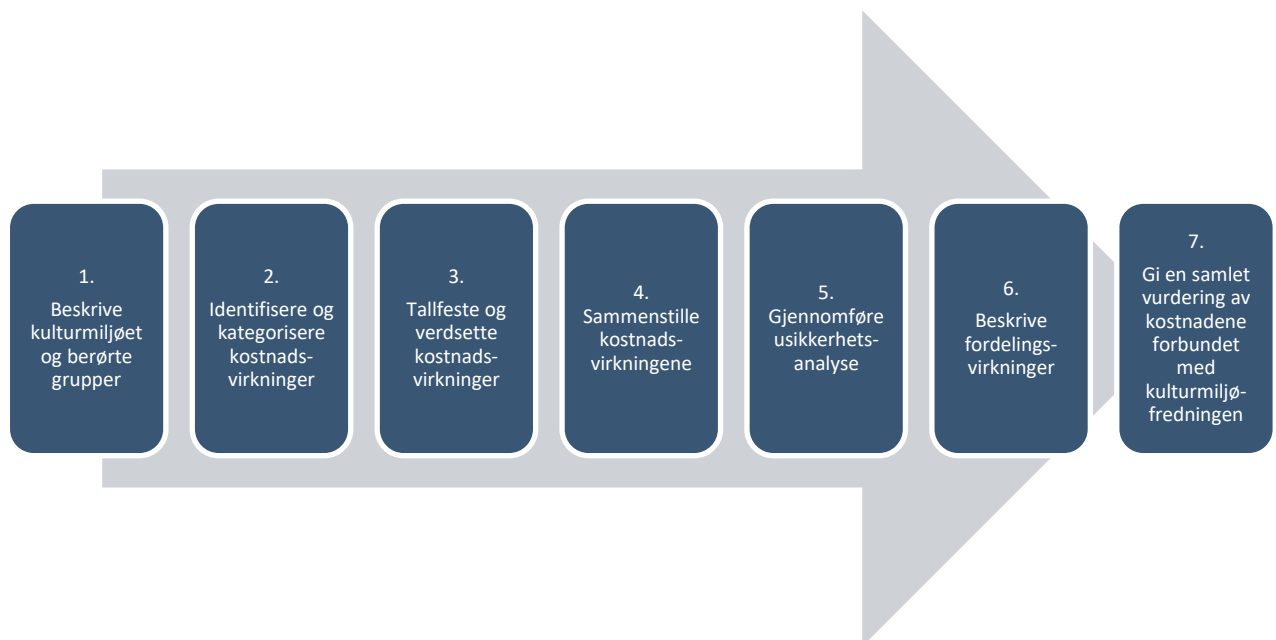 1.
Beskrive
kulturmiljøet
og berørte
grupper
2.
Identifisere og
kategorisere
kostnads-
virkninger
3.
Tallfeste og
verdsette
kostnads-
virkninger
4.
Sammenstille
kostnads-
virkningene
5.
Gjennomføre
usikkerhets-
analyse
6.
Beskrive
fordelings-
virkninger
7.
Gi en samlet
vurdering av
kostnadene
forbundet
med
kulturmiljø-
fredningen